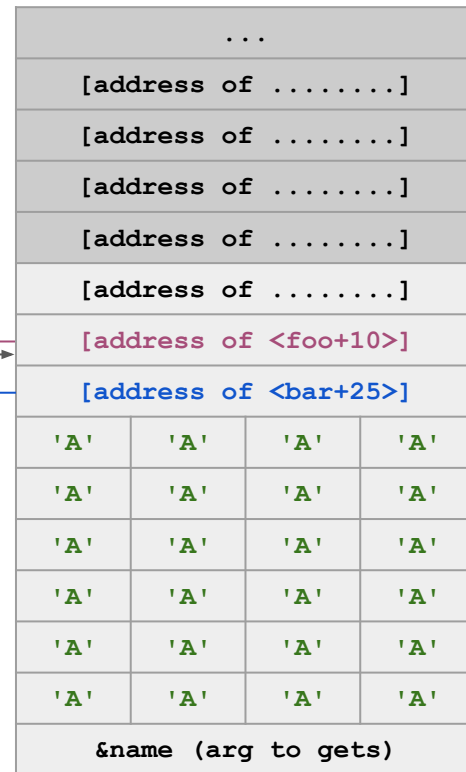 ...
[address of ........]
[address of ........]
[address of ........]
[address of ........]
[address of ........]
[address of <foo+10>]
[address of <bar+25>]
'A' 'A' 'A' 'A'
'A' 'A' 'A' 'A'
'A' 'A' 'A' 'A'
'A' 'A' 'A' 'A'
'A' 'A' 'A' 'A'
'A' 'A' 'A' 'A'
&name (arg to gets)